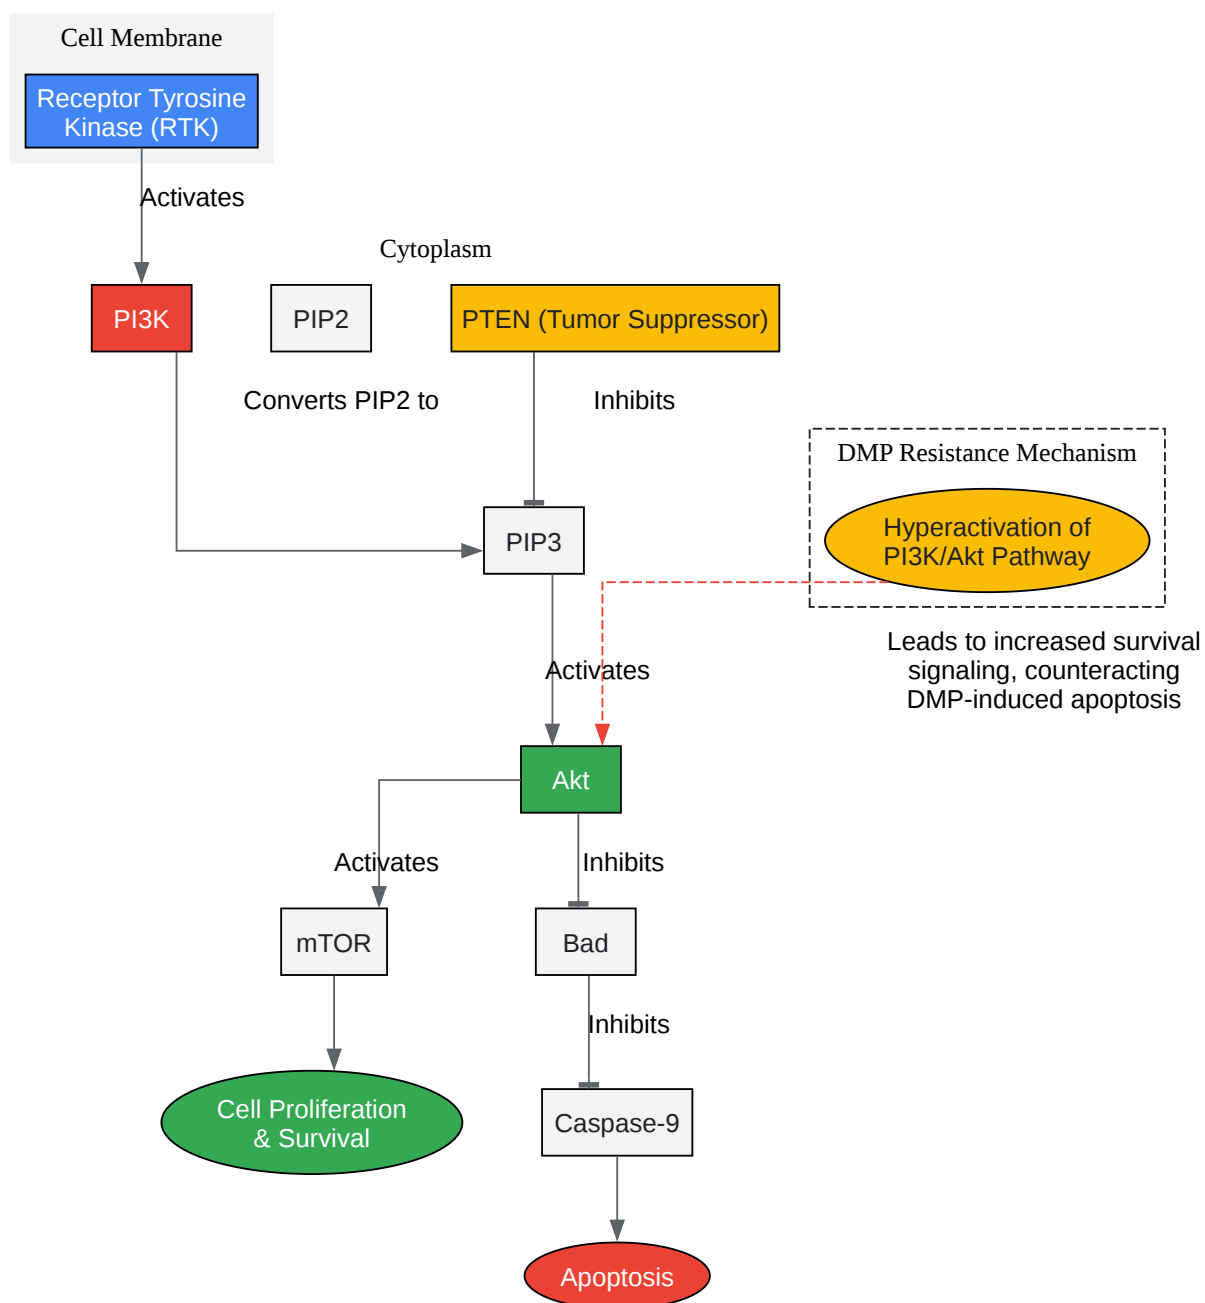 Cell Membrane
Receptor Tyrosine
Kinase (RTK)
Activates
Cytoplasm
PI3K
PIP2
PTEN (Tumor Suppressor)
Converts PIP2 to
Inhibits
DMP Resistance Mechanism
Hyperactivation of
PI3K/Akt Pathway
PIP3
Leads to increased survival
signaling, counteracting
DMP-induced apoptosis
Activates
Akt
Activates
Inhibits
mTOR
Bad
Inhibits
Cell Proliferation
& Survival
Caspase-9
Apoptosis